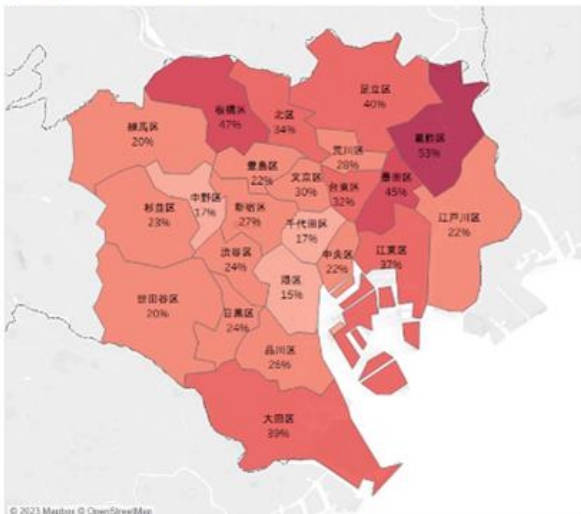 足立区
40%
板橋区
47%
北区
34%
葛飾区
53%
練馬区
20%
荒川区
28%
豊島区
22%
文京区
30%
台東区
32%
墨田区
45%
中野区
17%
杉並区
23%
新宿区
27%
千代田区
17%
江戸川区
22%
渋谷区
24%
中央区
22%
江東区
37%
港区
15%
世田谷区
20%
目黒区
24%
品川区
26%
大田区
39%
© 2023 Mapbox © OpenStreetMap